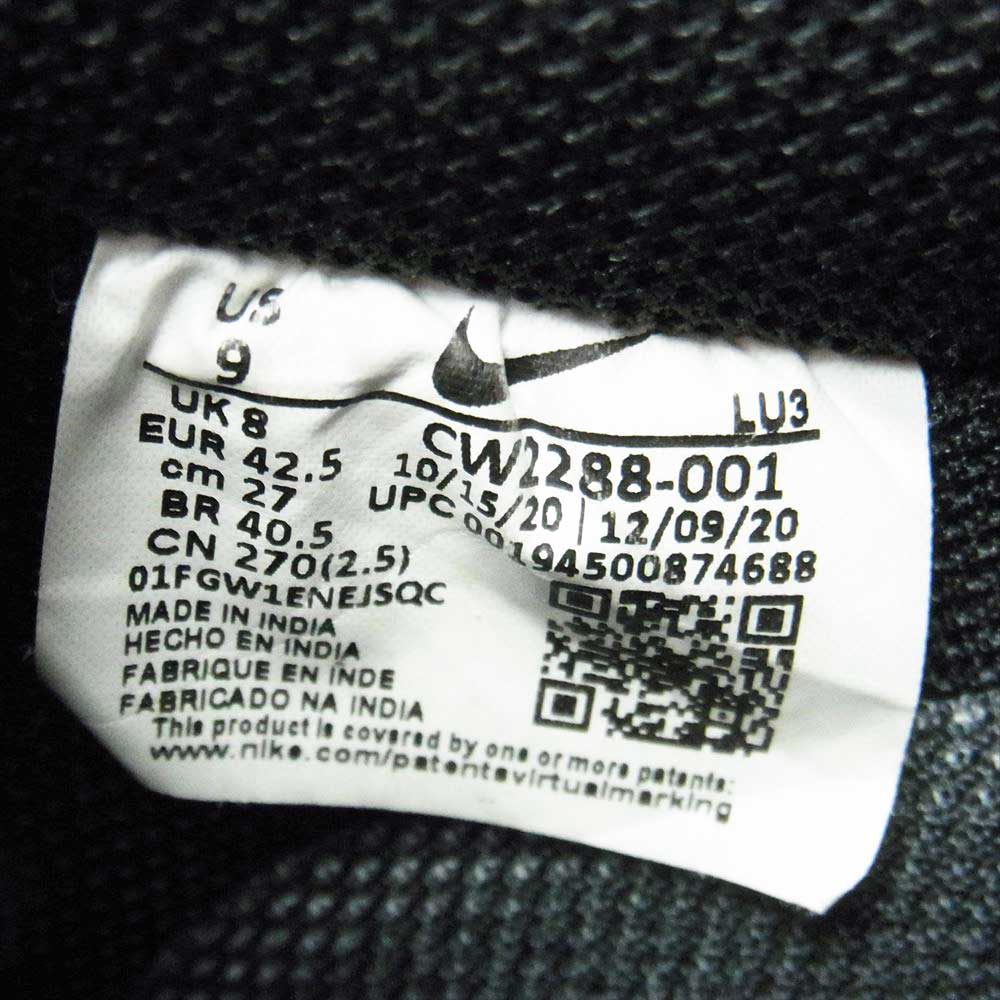 US
9
LU3
UK 8
EUR 42.5
cm 27
BR 40.5
CN 270(2.5)
CW2288-001
10/15/20 | 12/09/20
UPC 00194500874688
01FGW1ENEJSQC
MADE IN INDIA
HECHO EN INDIA
FABRIQUE EN INDE
FABRICADO NA INDIA
This product is covered by one or more patents:
www.nike.com/patentsvirtualmarking